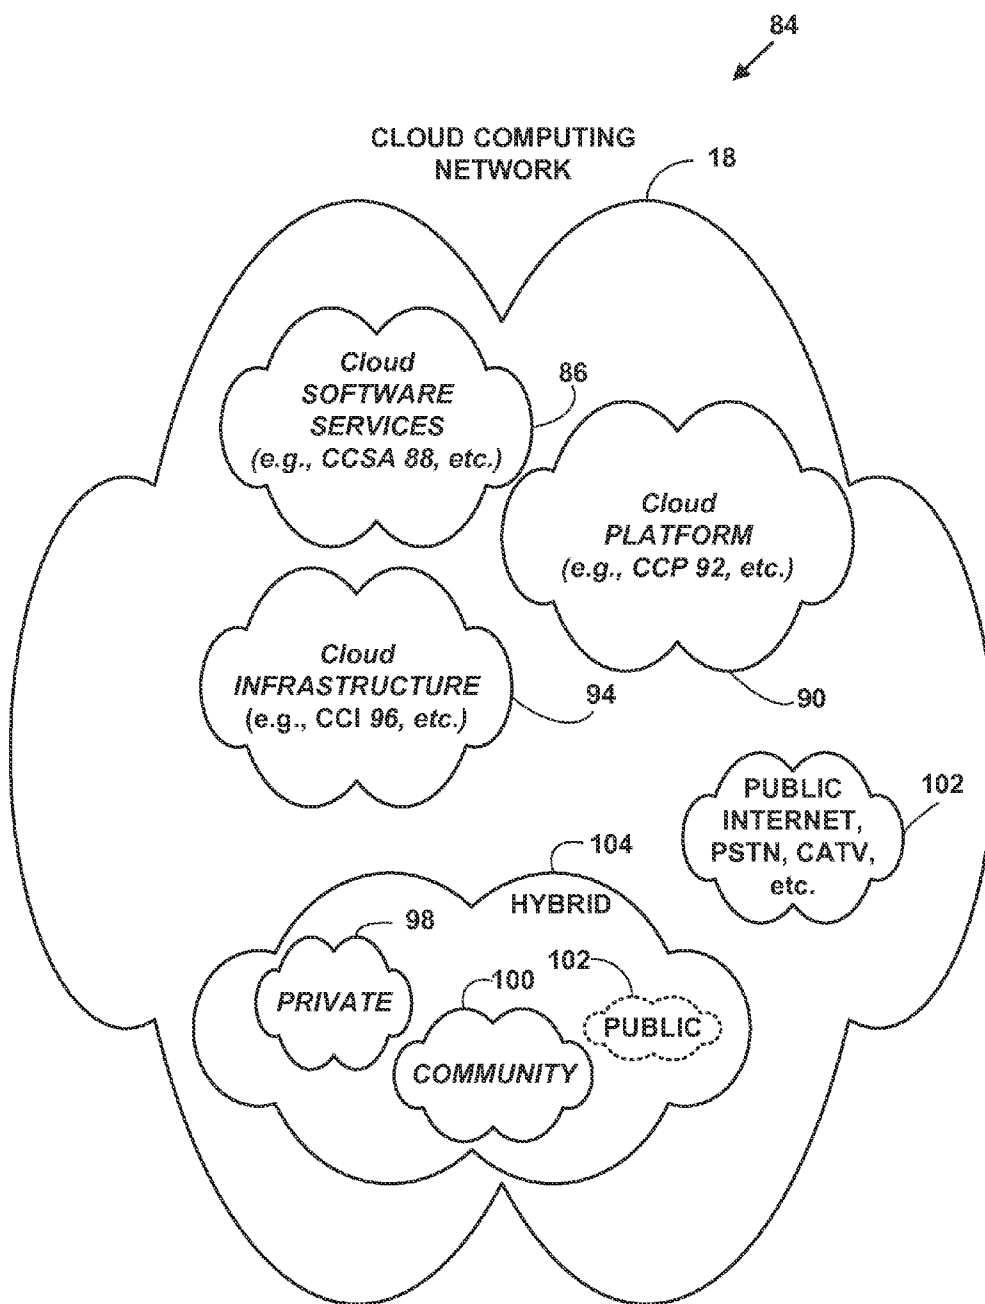 84
CLOUD COMPUTING
NETWORK
18
Cloud
SOFTWARE
SERVICES
(e.g., CCSA 88, etc.)
86
Cloud
PLATFORM
(e.g., CCP 92, etc.)
90
Cloud
INFRASTRUCTURE
(e.g., CCI 96, etc.)
94
PUBLIC
INTERNET,
PSTN, CATV,
etc.
102
104
HYBRID
98
PRIVATE
100
COMMUNITY
102
PUBLIC